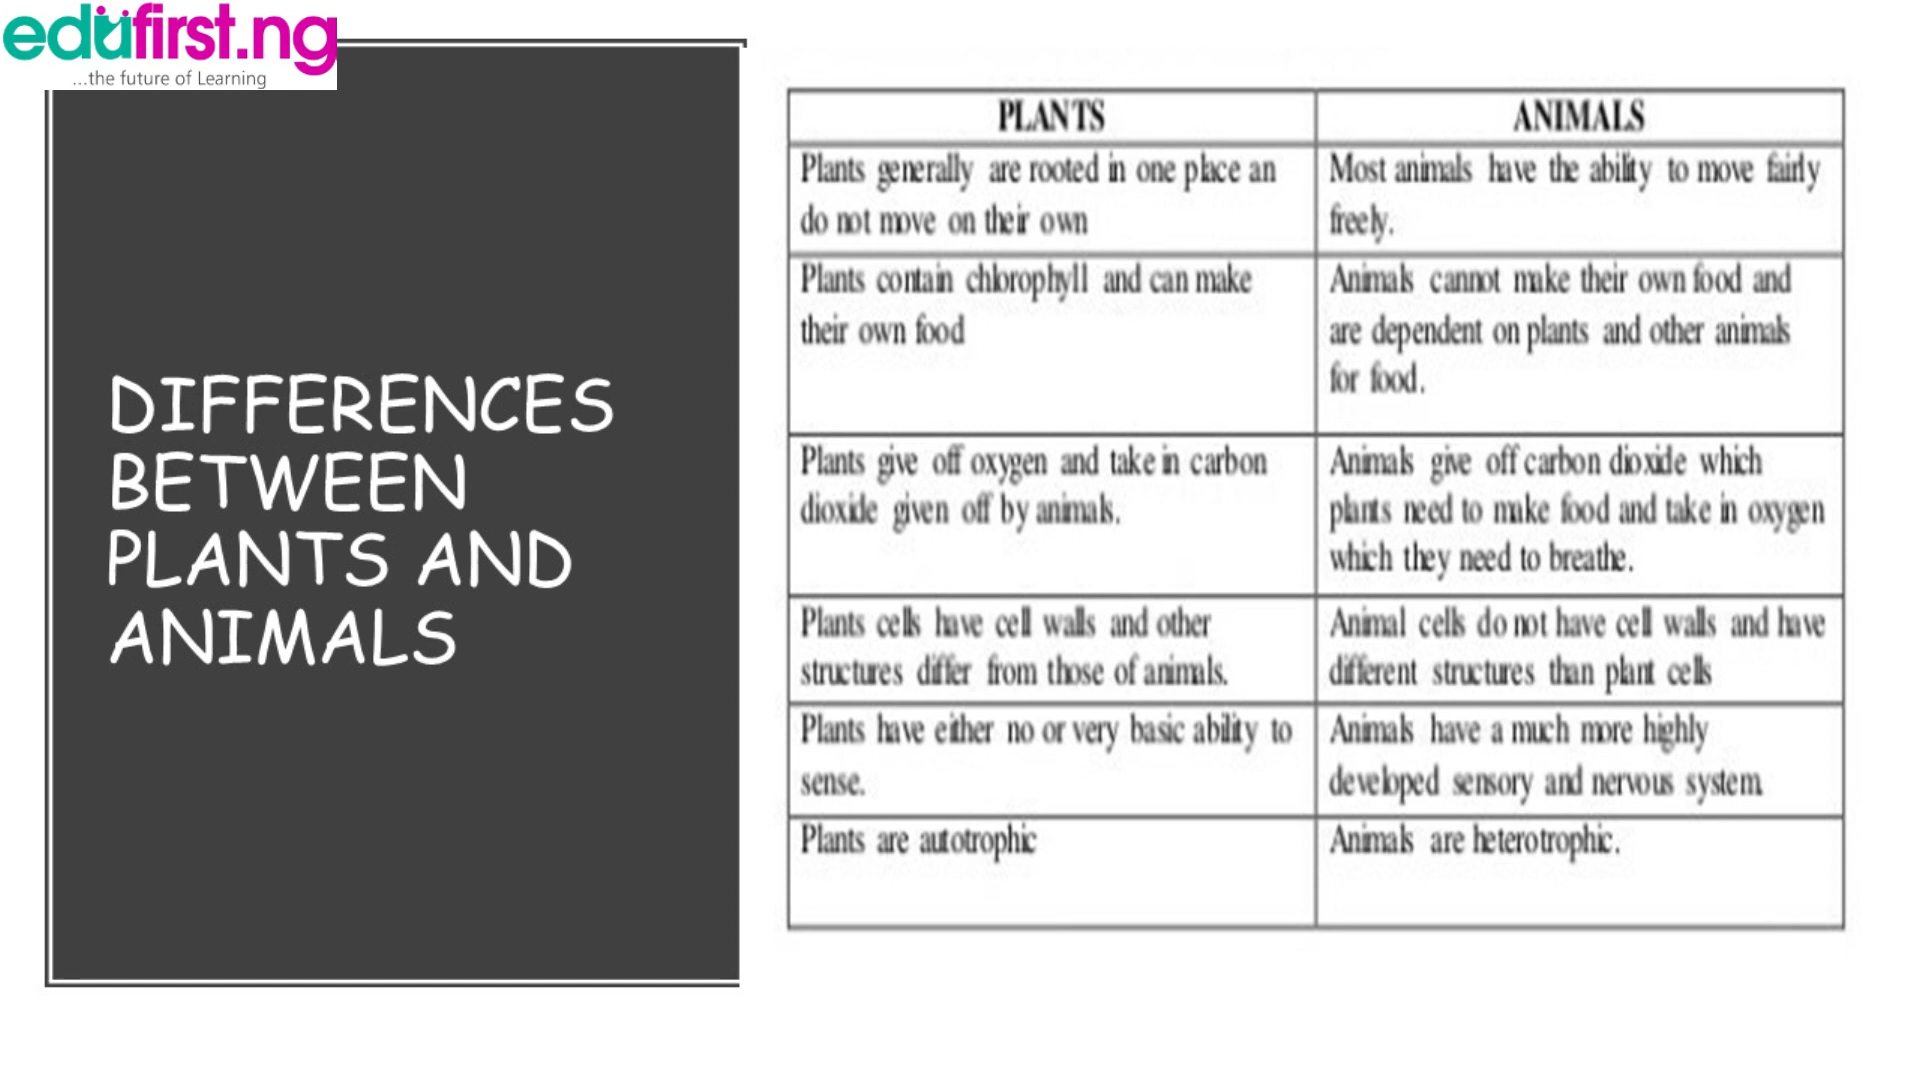 edufirst.ng
...the future of Learning
DIFFERENCES
BETWEEN
PLANTS AND
ANIMALS
PLANTS
ANIMALS
Plants generally are rooted in one place an
do not move on their own
Most animals have the ability to move fairly
freely.
Plants contain chlorophyll and can make
their own food
Animals cannot make their own food and
are dependent on plants and other animals
for food.
Plants give off oxygen and take in carbon
dioxide given off by animals.
Animals give off carbon dioxide which
plants need to make food and take in oxygen
which they need to breathe.
Plants cells have cell walls and other
structures differ from those of animals.
Animal cells do not have cell walls and have
different structures than plant cells
Plants have either no or very basic ability to
sense.
Animals have a much more highly
developed sensory and nervous system
Plants are autotrophic
Animals are heterotrophic.